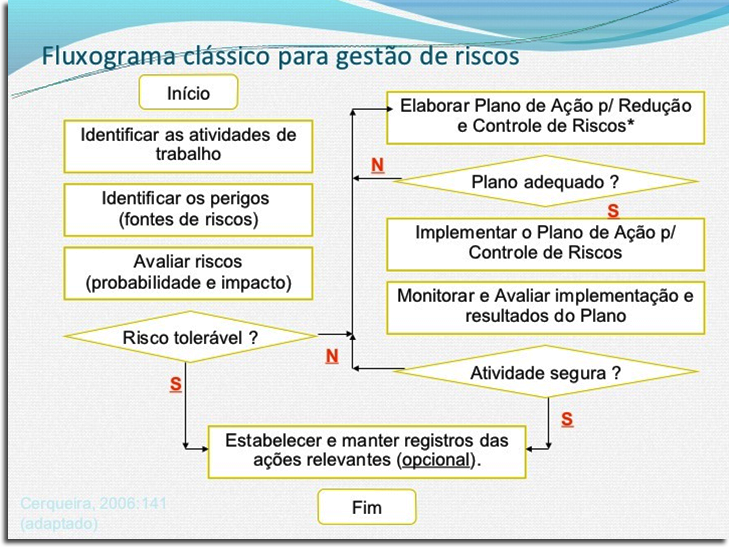 Fluxograma clássico para gestão de riscos
Início
Identificar as atividades de
trabalho
Identificar os perigos
(fontes de riscos)
Avaliar riscos
(probabilidade e impacto)
Risco tolerável ?
N
S
Elaborar Plano de Ação p/ Redução
e Controle de Riscos*
N
Plano adequado ?
S
Implementar o Plano de Ação p/
Controle de Riscos
Monitorar e Avaliar implementação e
resultados do Plano
Atividade segura ?
S
Estabelecer e manter registros das
ações relevantes (opcional).
Fim
Cerqueira, 2006:141
(adaptado)